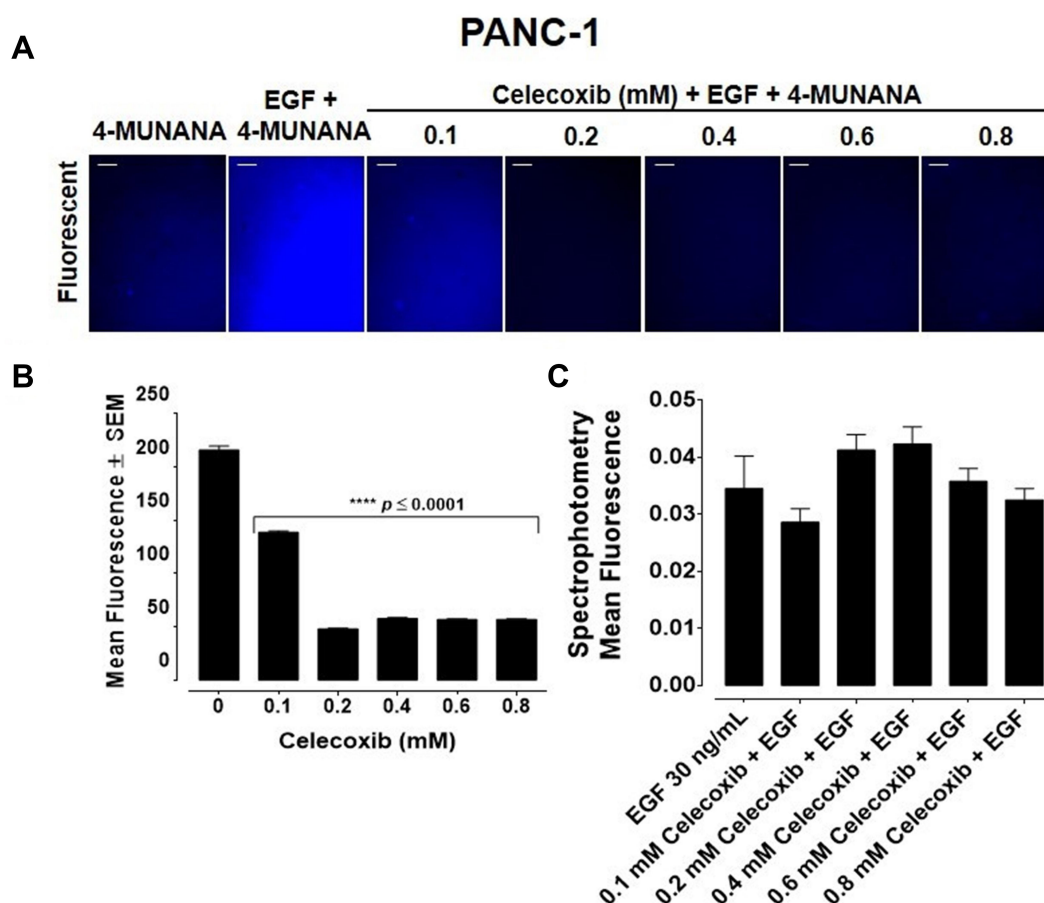 PANC-1
A
4-MUNANA
EGF +
4-MUNANA
Celecoxib (mM) + EGF + 4-MUNANA
0.1 0.2 0.4 0.6 0.8
Fluorescent
B
Mean Fluorescence ± SEM
250
200
150
100
50
0
**** p ≤ 0.0001
0 0.1 0.2 0.4 0.6 0.8
Celecoxib (mM)
C
Spectrophotometry
Mean Fluorescence
0.05
0.04
0.03
0.02
0.01
0.00
EGF 30 ng/mL
0.1 mM Celecoxib + EGF
0.2 mM Celecoxib + EGF
0.4 mM Celecoxib + EGF
0.6 mM Celecoxib + EGF
0.8 mM Celecoxib + EGF